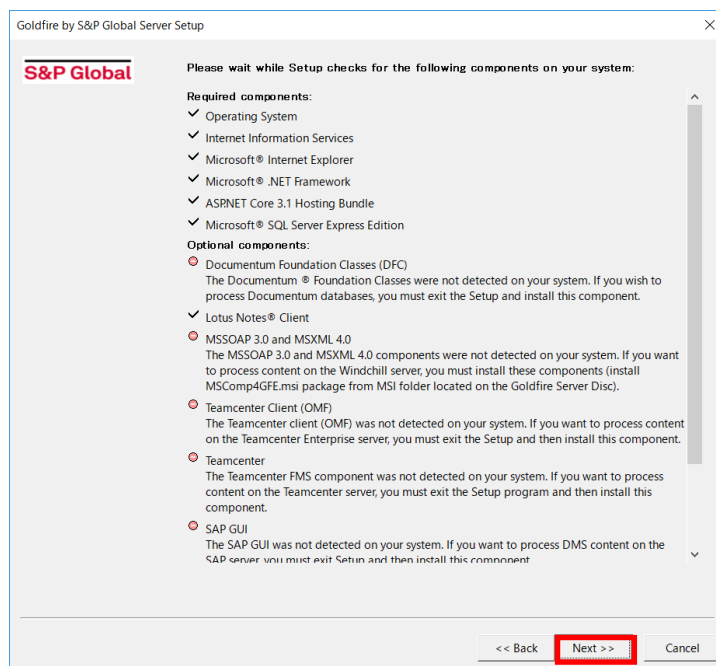 Goldfire by S&P Global Server Setup
S&P Global
Please wait while Setup checks for the following components on your system:
Required components:
Operating System
Internet Information Services
Microsoft® Internet Explorer
Microsoft® .NET Framework
ASP.NET Core 3.1 Hosting Bundle
Microsoft® SQL Server Express Edition
Optional components:
Documentum Foundation Classes (DFC)
The Documentum ® Foundation Classes were not detected on your system. If you wish to
process Documentum databases, you must exit the Setup and install this component.
Lotus Notes® Client
MSSOAP 3.0 and MSXML 4.0
The MSSOAP 3.0 and MSXML 4.0 components were not detected on your system. If you want
to process content on the Windchill server, you must install these components (install
MSComp4GFE.msi package from MSI folder located on the Goldfire Server Disc).
Teamcenter Client (OMF)
The Teamcenter client (OMF) was not detected on your system. If you want to process content
on the Teamcenter Enterprise server, you must exit the Setup and then install this component.
Teamcenter
The Teamcenter FMS component was not detected on your system. If you want to process
content on the Teamcenter server, you must exit the Setup program and then install this
component.
SAP GUI
The SAP GUI was not detected on your system. If you want to process DMS content on the
SAP server, you must exit Setup and then install this component
<< Back
Next >>
Cancel